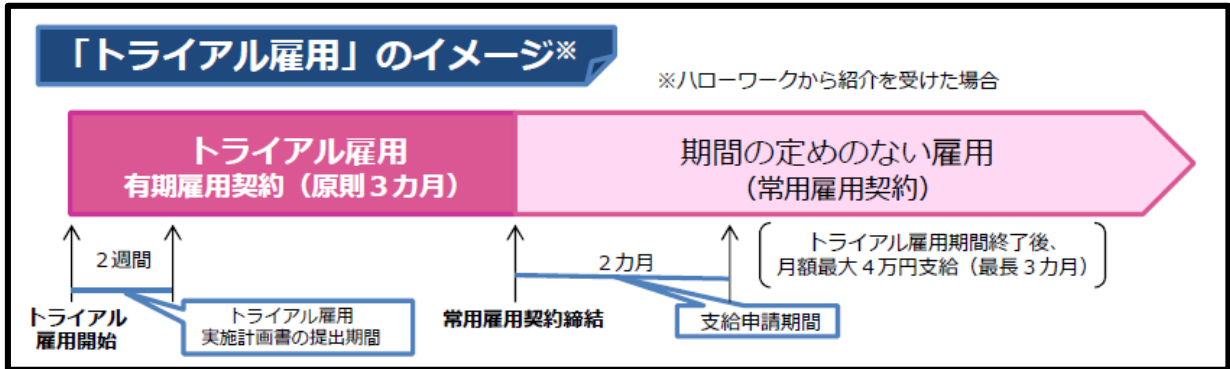 「トライアル雇用」のイメージ※
※ハローワークから紹介を受けた場合
トライアル雇用
有期雇用契約（原則３カ月）
期間の定めのない雇用
（常用雇用契約）
２週間
２カ月
トライアル雇用期間終了後、
月額最大４万円支給（最長３カ月）
トライアル
雇用開始
トライアル雇用
実施計画書の提出期間
常用雇用契約締結
支給申請期間